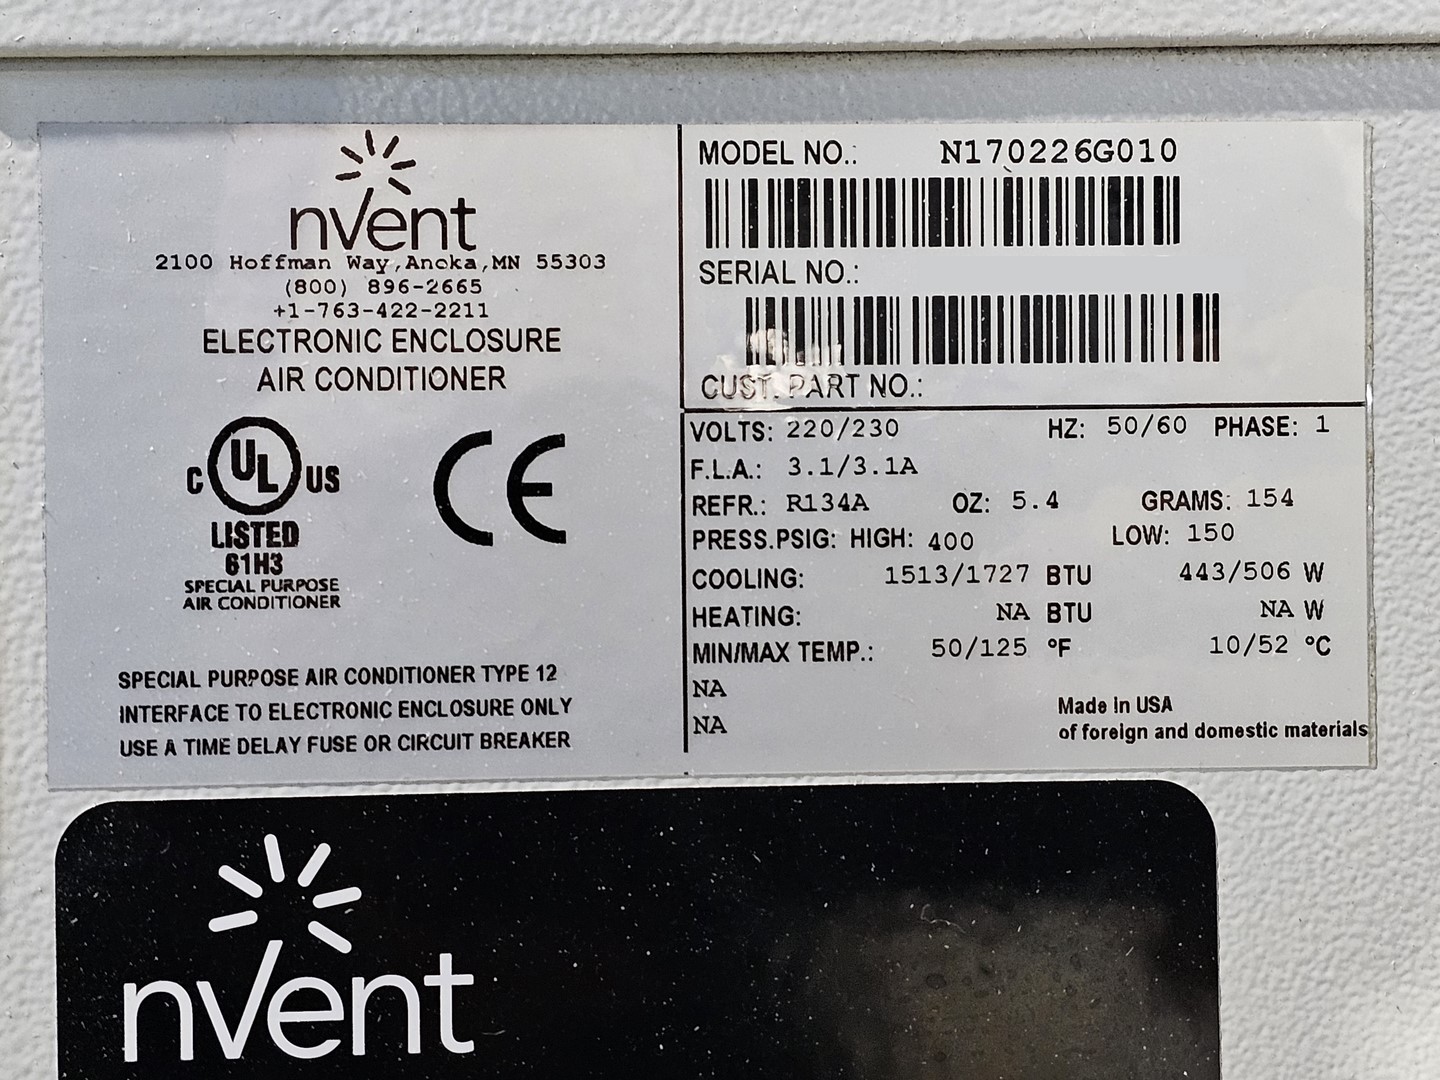 nvent
2100 Hoffman Way,Anoka,MN 55303
(800) 896-2665
+1-763-422-2211
ELECTRONIC ENCLOSURE
AIR CONDITIONER
C UL US
LISTED
61H3
SPECIAL PURPOSE
AIR CONDITIONER
CE
SPECIAL PURPOSE AIR CONDITIONER TYPE 12
INTERFACE TO ELECTRONIC ENCLOSURE ONLY
USE A TIME DELAY FUSE OR CIRCUIT BREAKER
MODEL NO.: N170226G010
SERIAL NO.:
CUST. PART NO.:
VOLTS: 220/230 HZ: 50/60 PHASE: 1
F.L.A.: 3.1/3.1A
REFR.: R134A OZ: 5.4 GRAMS: 154
PRESS.PSIG: HIGH: 400 LOW: 150
COOLING: 1513/1727 BTU 443/506 W
HEATING: NA BTU NA W
MIN/MAX TEMP.: 50/125 °F 10/52 °C
NA
NA
Made in USA
of foreign and domestic materials
nvent